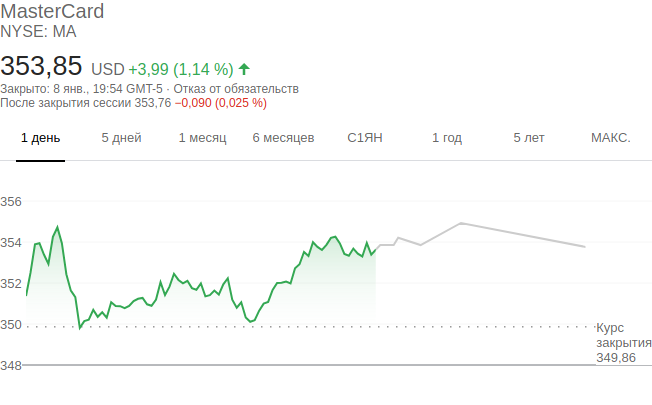 MasterCard
NYSE: MA
353,85 USD +3,99 (1,14 %)
Закрыто: 8 янв., 19:54 GMT-5 · Отказ от обязательств
После закрытия сессии 353,76 −0,090 (0,025 %)
1 день 5 дней 1 месяц 6 месяцев С1ЯН 1 год 5 лет МАКС.
356
354
352
350
Курс
закрытия
349,86
348